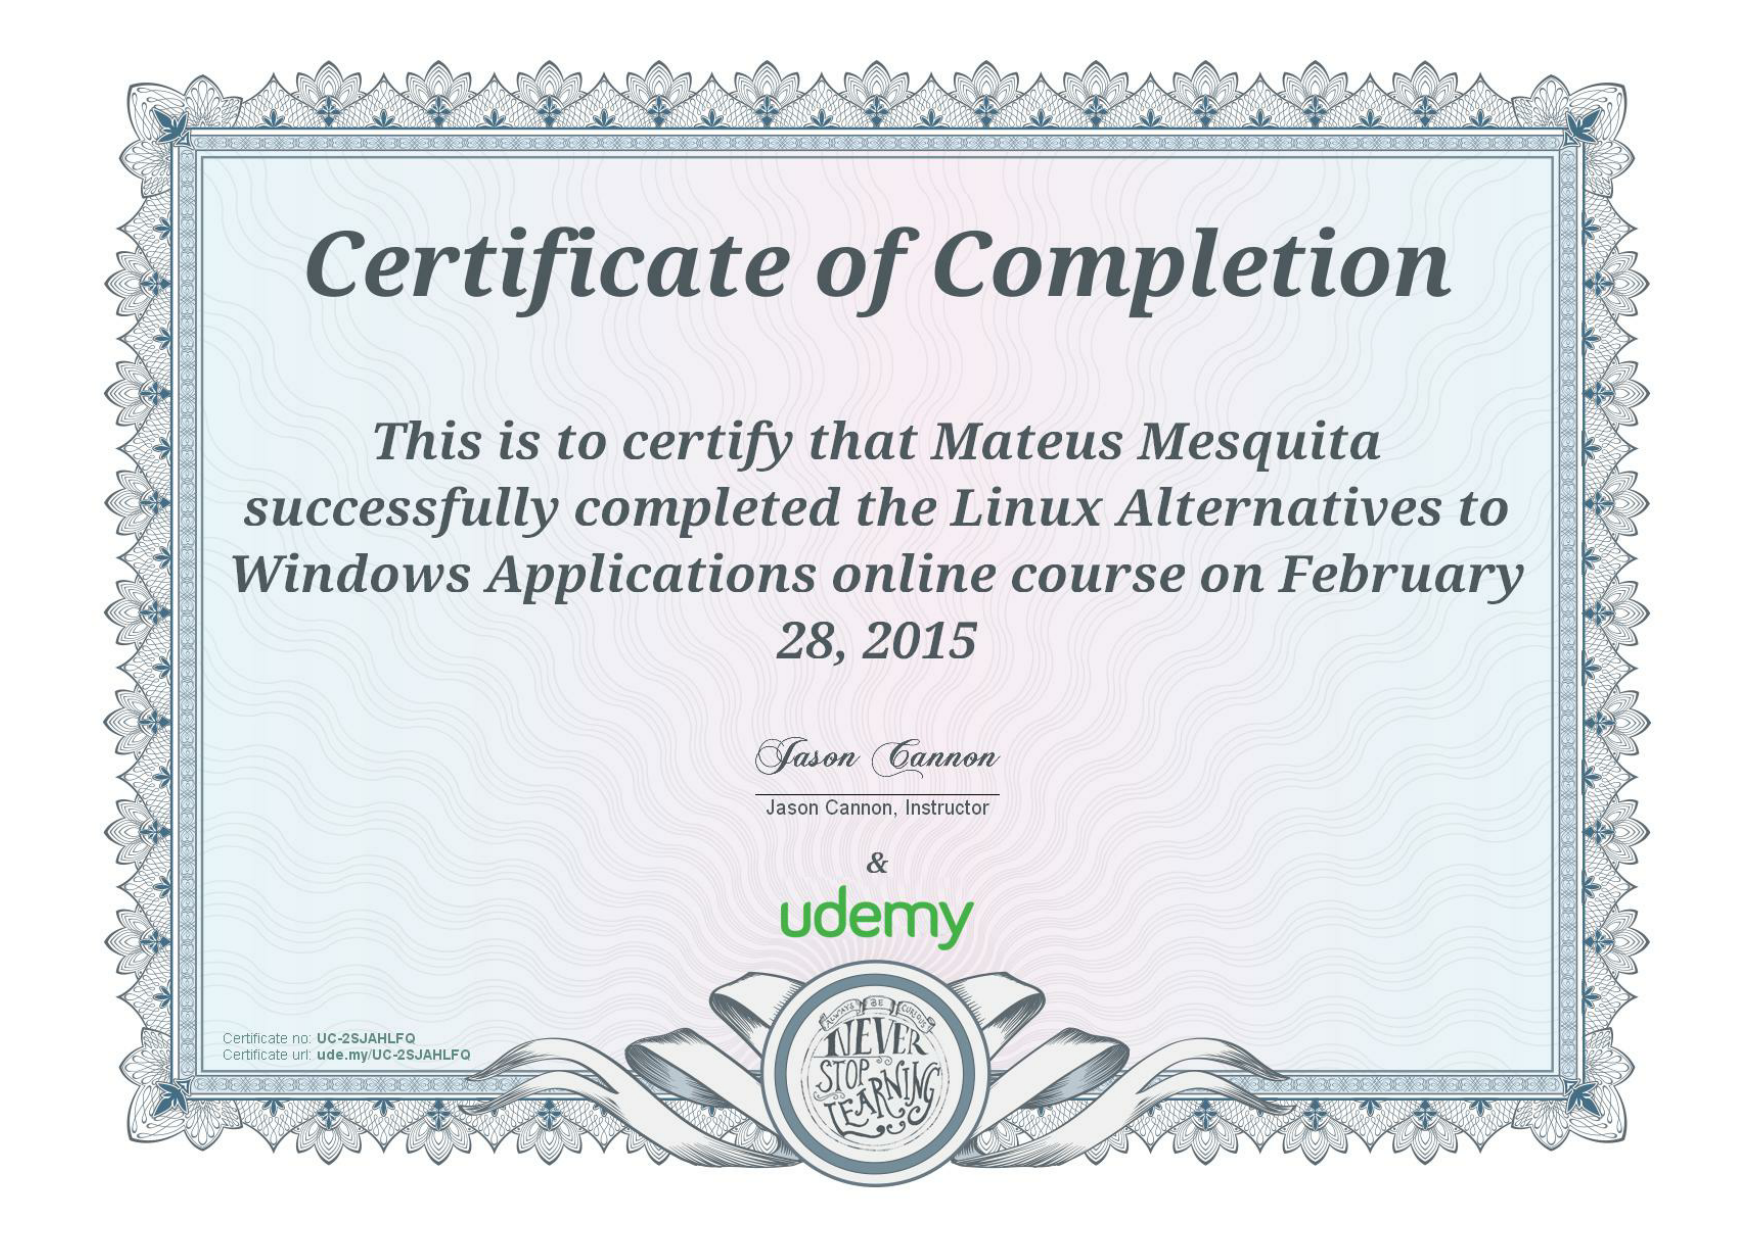 Certificate of Completion
This is to certify that Mateus Mesquita
successfully completed the Linux Alternatives to
Windows Applications online course on February
28, 2015
Jason Cannon
Jason Cannon, Instructor
&
udemy
Certificate no: UC-2SJAHLFQ
Certificate url: ude.my/UC-2SJAHLFQ
ALWAYS BE CURIOUS
NEVER
STOP
LEARNING